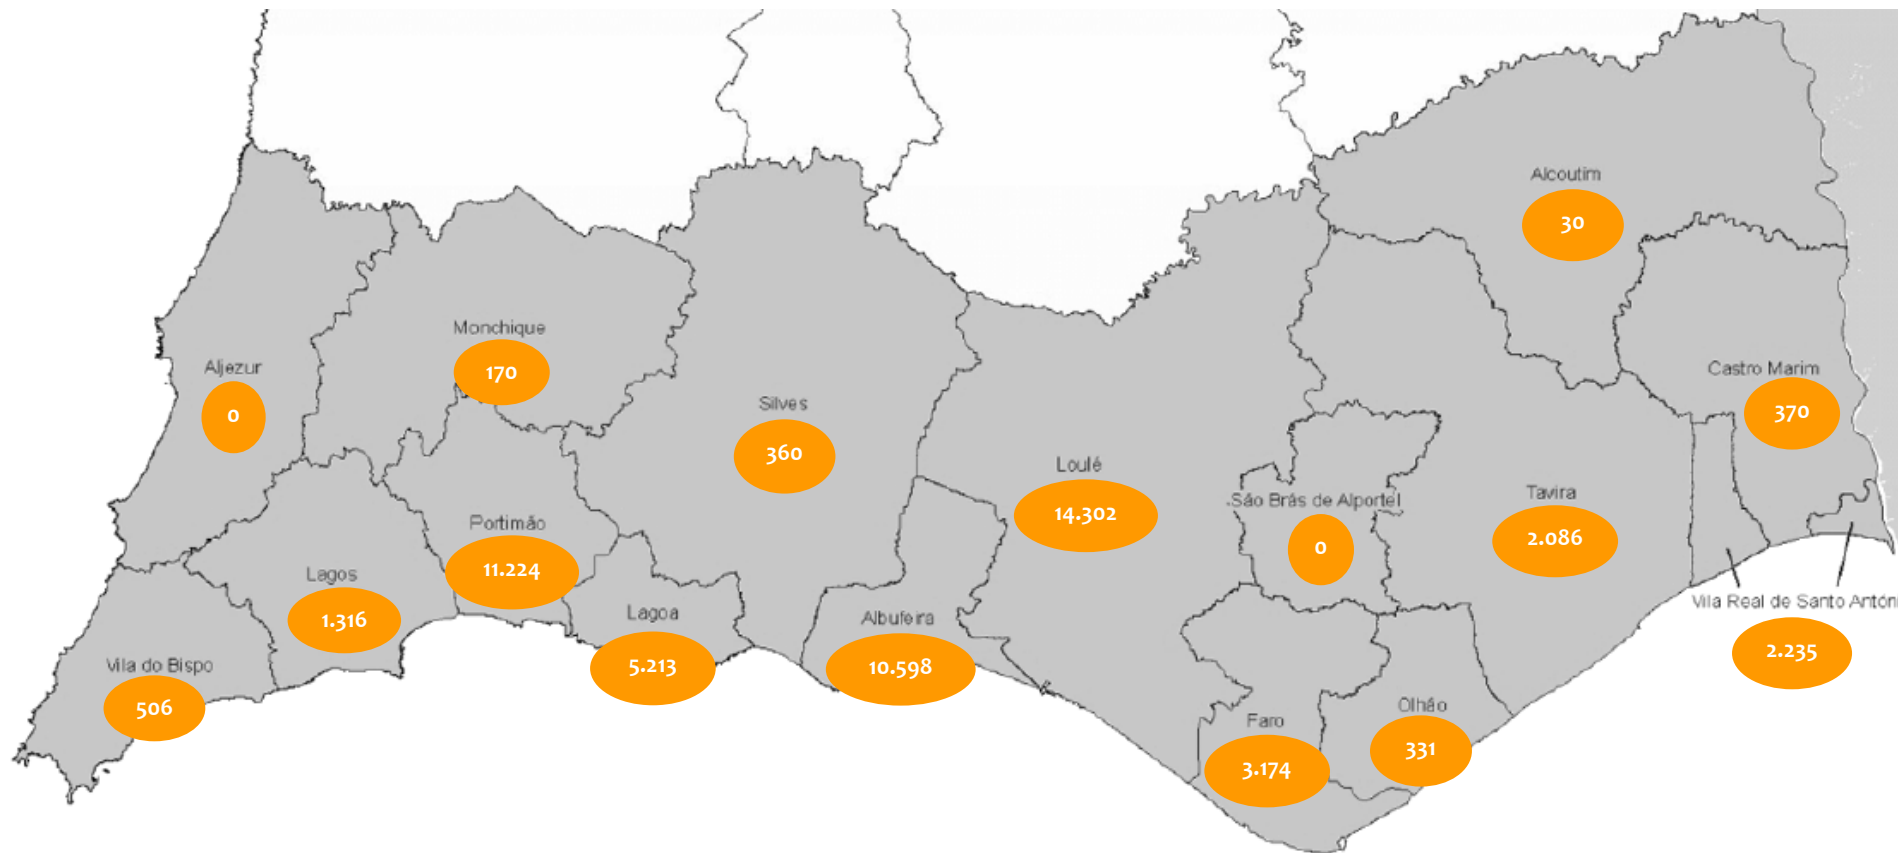 Alcoutim
30
Monchique
170
Aljezur
0
Castro Marim
370
Silves
360
Loulé
14.302
São Brás de Alportel
0
Tavira
2.086
Portimão
11.224
Lagos
1.316
Lagoa
5.213
Albufeira
10.598
Vila Real de Santo Antóni
2.235
Vila do Bispo
506
Faro
3.174
Olhão
331